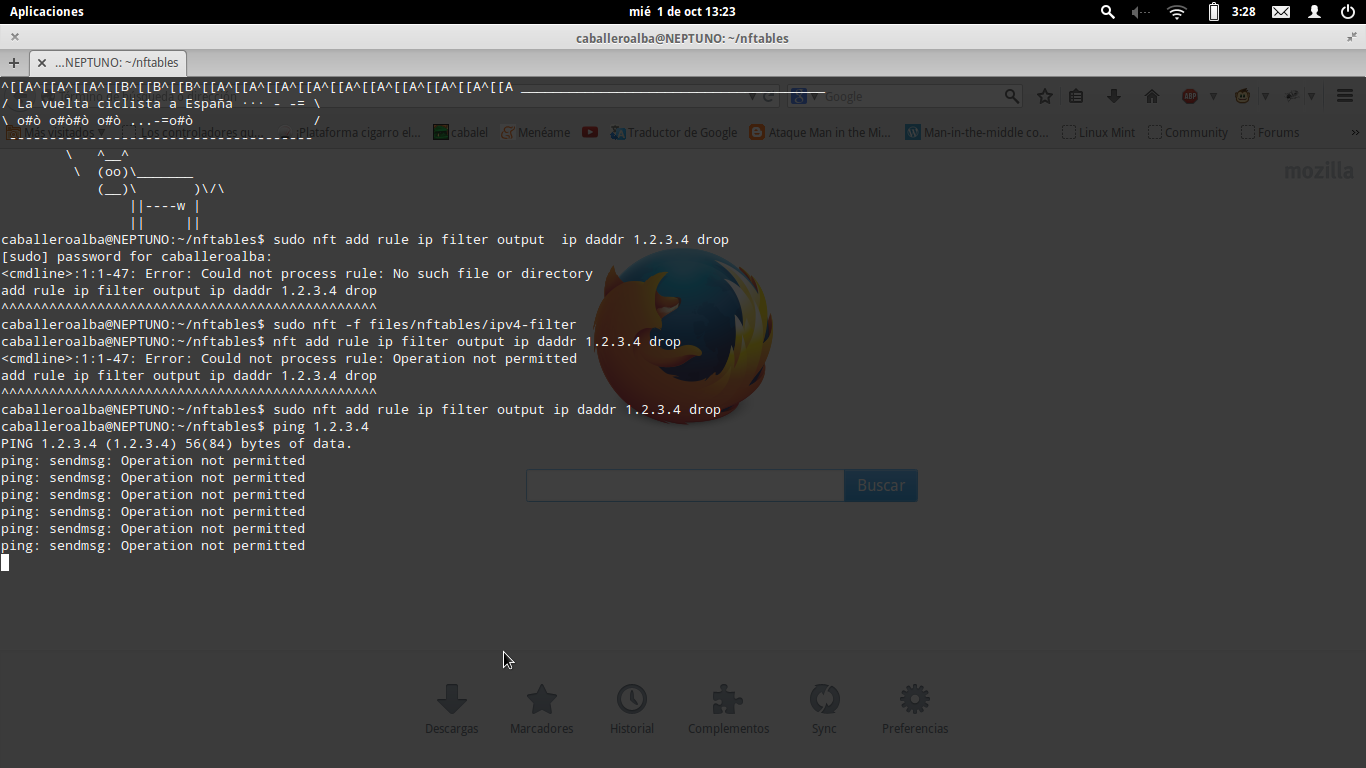 Aplicaciones
mié 1 de oct 13:23
3:28
caballeroalba@NEPTUNO: ~/nftables
...NEPTUNO: ~/nftables
^[[A^[[A^[[A^[[B^[[B^[[B^[[A^[[A^[[A^[[A^[[A^[[A^[[A^[[A^[[A^[[A ______________________________________
Google
/ La vuelta ciclista a España ··· - -= \
\ o#ò o#ò#ò o#ò ...-=o#ò               /
Más visitados
Los controladores qu...
¡Plataforma cigarro el...
cabalel
Menéame
Traductor de Google
Ataque Man in the Mi...
Man-in-the-middle co...
Linux Mint
Community
Forums
»
 --------------------------------------
        \   ^__^
         \  (oo)\_______
            (__)\       )\/\
                ||----w |
                ||     ||
mozilla
caballeroalba@NEPTUNO:~/nftables$ sudo nft add rule ip filter output  ip daddr 1.2.3.4 drop
[sudo] password for caballeroalba:
<cmdline>:1:1-47: Error: Could not process rule: No such file or directory
add rule ip filter output ip daddr 1.2.3.4 drop
^^^^^^^^^^^^^^^^^^^^^^^^^^^^^^^^^^^^^^^^^^^^^^^
caballeroalba@NEPTUNO:~/nftables$ sudo nft -f files/nftables/ipv4-filter
caballeroalba@NEPTUNO:~/nftables$ nft add rule ip filter output ip daddr 1.2.3.4 drop
<cmdline>:1:1-47: Error: Could not process rule: Operation not permitted
add rule ip filter output ip daddr 1.2.3.4 drop
^^^^^^^^^^^^^^^^^^^^^^^^^^^^^^^^^^^^^^^^^^^^^^^
caballeroalba@NEPTUNO:~/nftables$ sudo nft add rule ip filter output ip daddr 1.2.3.4 drop
caballeroalba@NEPTUNO:~/nftables$ ping 1.2.3.4
PING 1.2.3.4 (1.2.3.4) 56(84) bytes of data.
ping: sendmsg: Operation not permitted
ping: sendmsg: Operation not permitted
ping: sendmsg: Operation not permitted
ping: sendmsg: Operation not permitted
ping: sendmsg: Operation not permitted
ping: sendmsg: Operation not permitted
Buscar
Descargas
Marcadores
Historial
Complementos
Sync
Preferencias